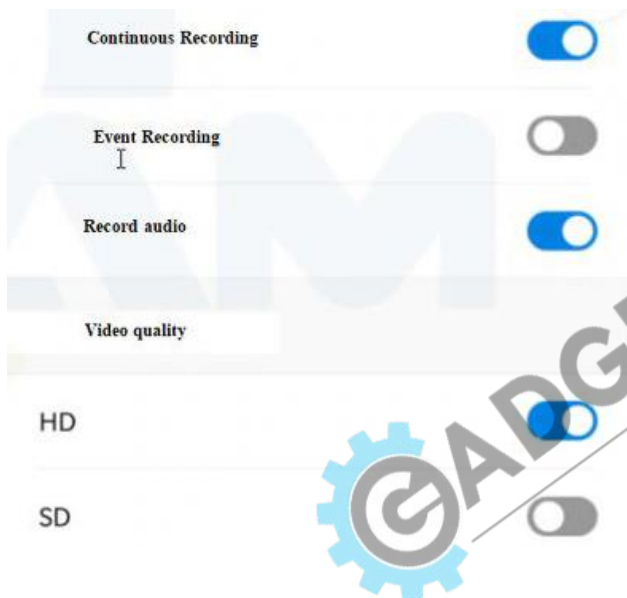 Continuous Recording
Event Recording
Record audio
Video quality
HD
SD
GADG